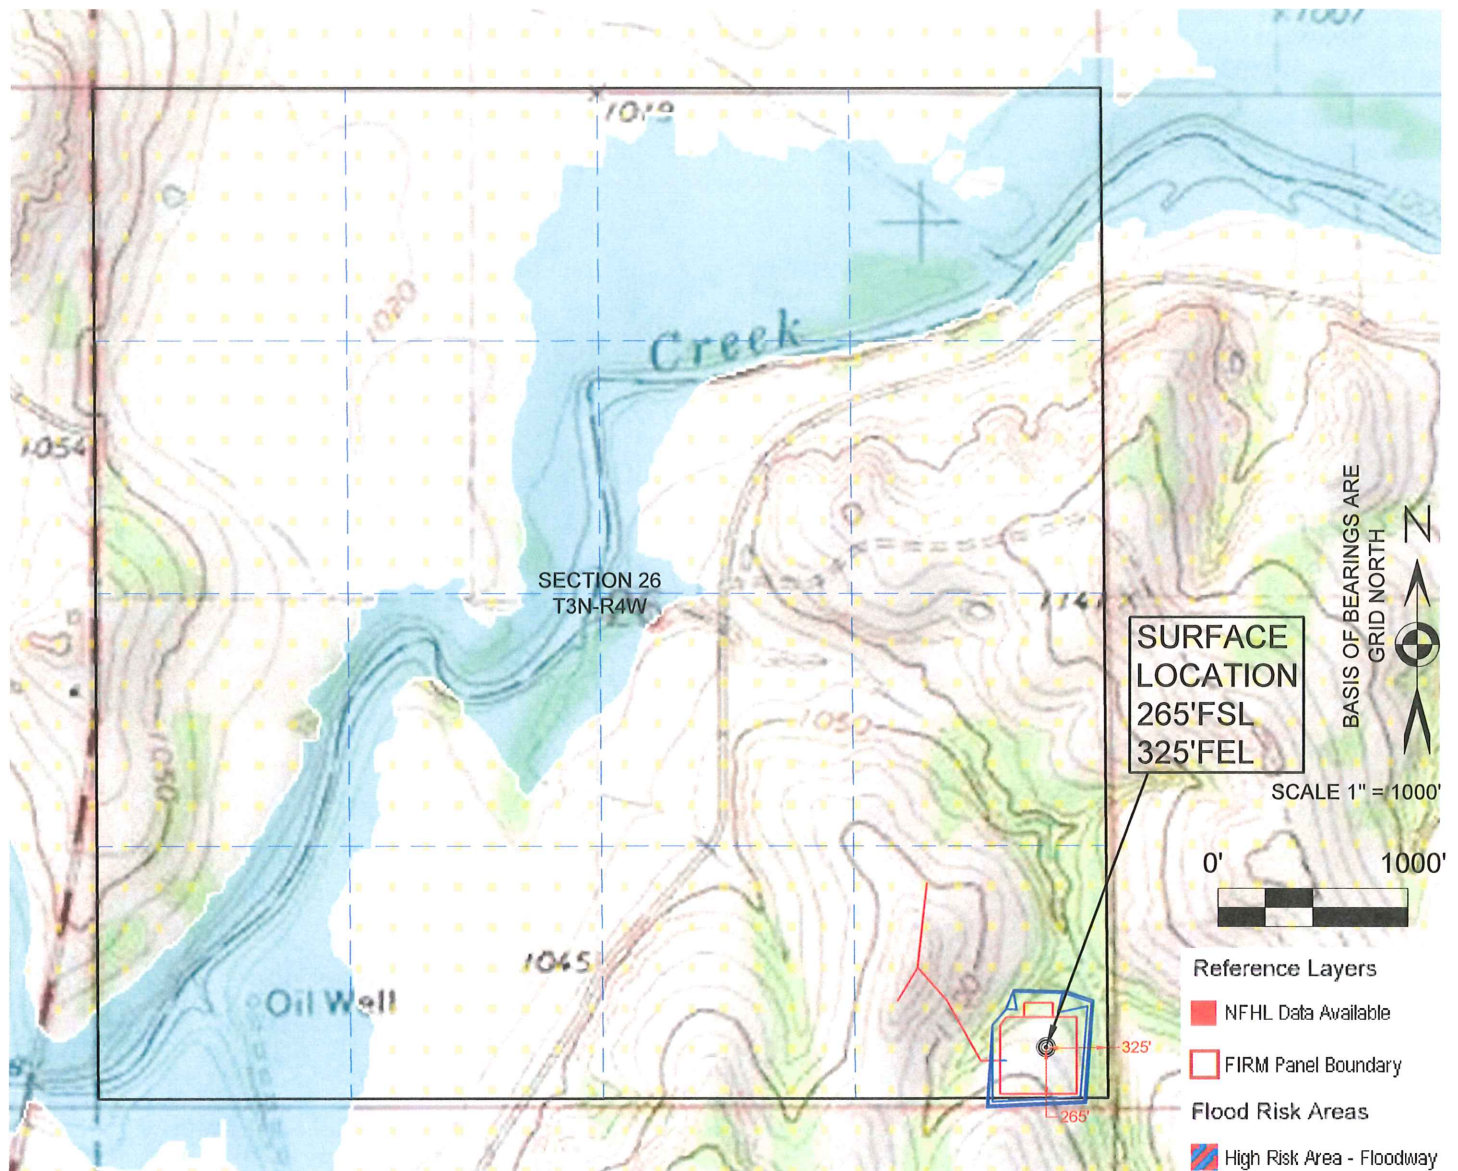 1019
1020
Creek
1054
SECTION 26
T3N-R4W
BASIS OF BEARINGS ARE
GRID NORTH
N
SURFACE
LOCATION
265'FSL
325'FEL
SCALE 1" = 1000'
0' 1000'
1050
1050
1045
Oil Well
325'
265'
Reference Layers
NFHL Data Available
FIRM Panel Boundary
Flood Risk Areas
High Risk Area - Floodway